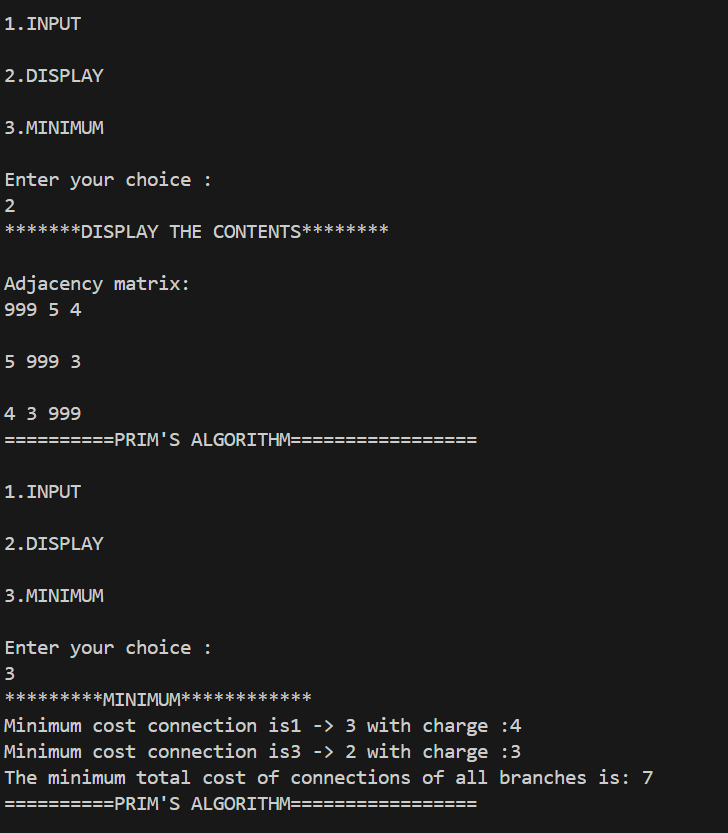 1.INPUT
2.DISPLAY
3.MINIMUM
Enter your choice :
2
*******DISPLAY THE CONTENTS********
Adjacency matrix:
999 5 4
5 999 3
4 3 999
==========PRIM'S ALGORITHM=================
1.INPUT
2.DISPLAY
3.MINIMUM
Enter your choice :
3
*********MINIMUM************
Minimum cost connection is1 -> 3 with charge :4
Minimum cost connection is3 -> 2 with charge :3
The minimum total cost of connections of all branches is: 7
==========PRIM'S ALGORITHM=================